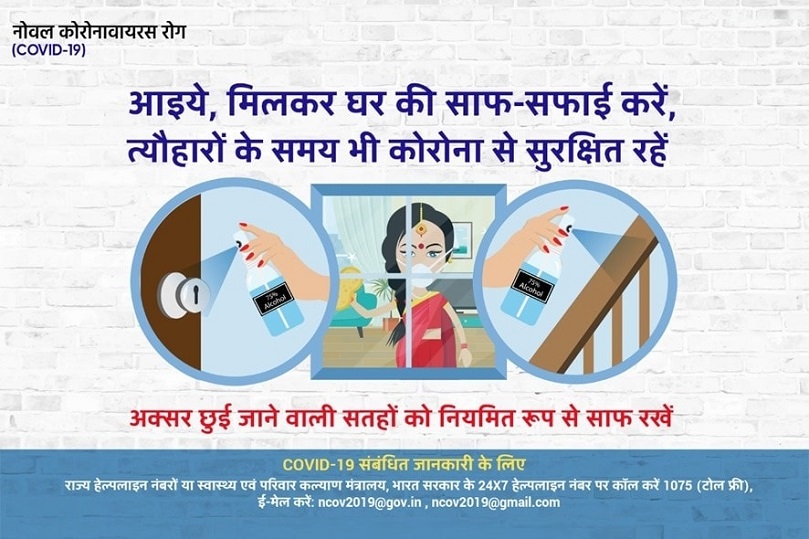 नोवल कोरोनावायरस रोग
(COVID-19)
आइये, मिलकर घर की साफ-सफाई करें,
त्यौहारों के समय भी कोरोना से सुरक्षित रहें
75%
Alcohol
75%
Alcohol
अक्सर छुई जाने वाली सतहों को नियमित रूप से साफ रखें
COVID-19 संबंधित जानकारी के लिए
राज्य हेल्पलाइन नंबरों या स्वास्थ्य एवं परिवार कल्याण मंत्रालय, भारत सरकार के 24X7 हेल्पलाइन नंबर पर कॉल करें 1075 (टोल फ्री),
ई-मेल करें: ncov2019@gov.in , ncov2019@gmail.com